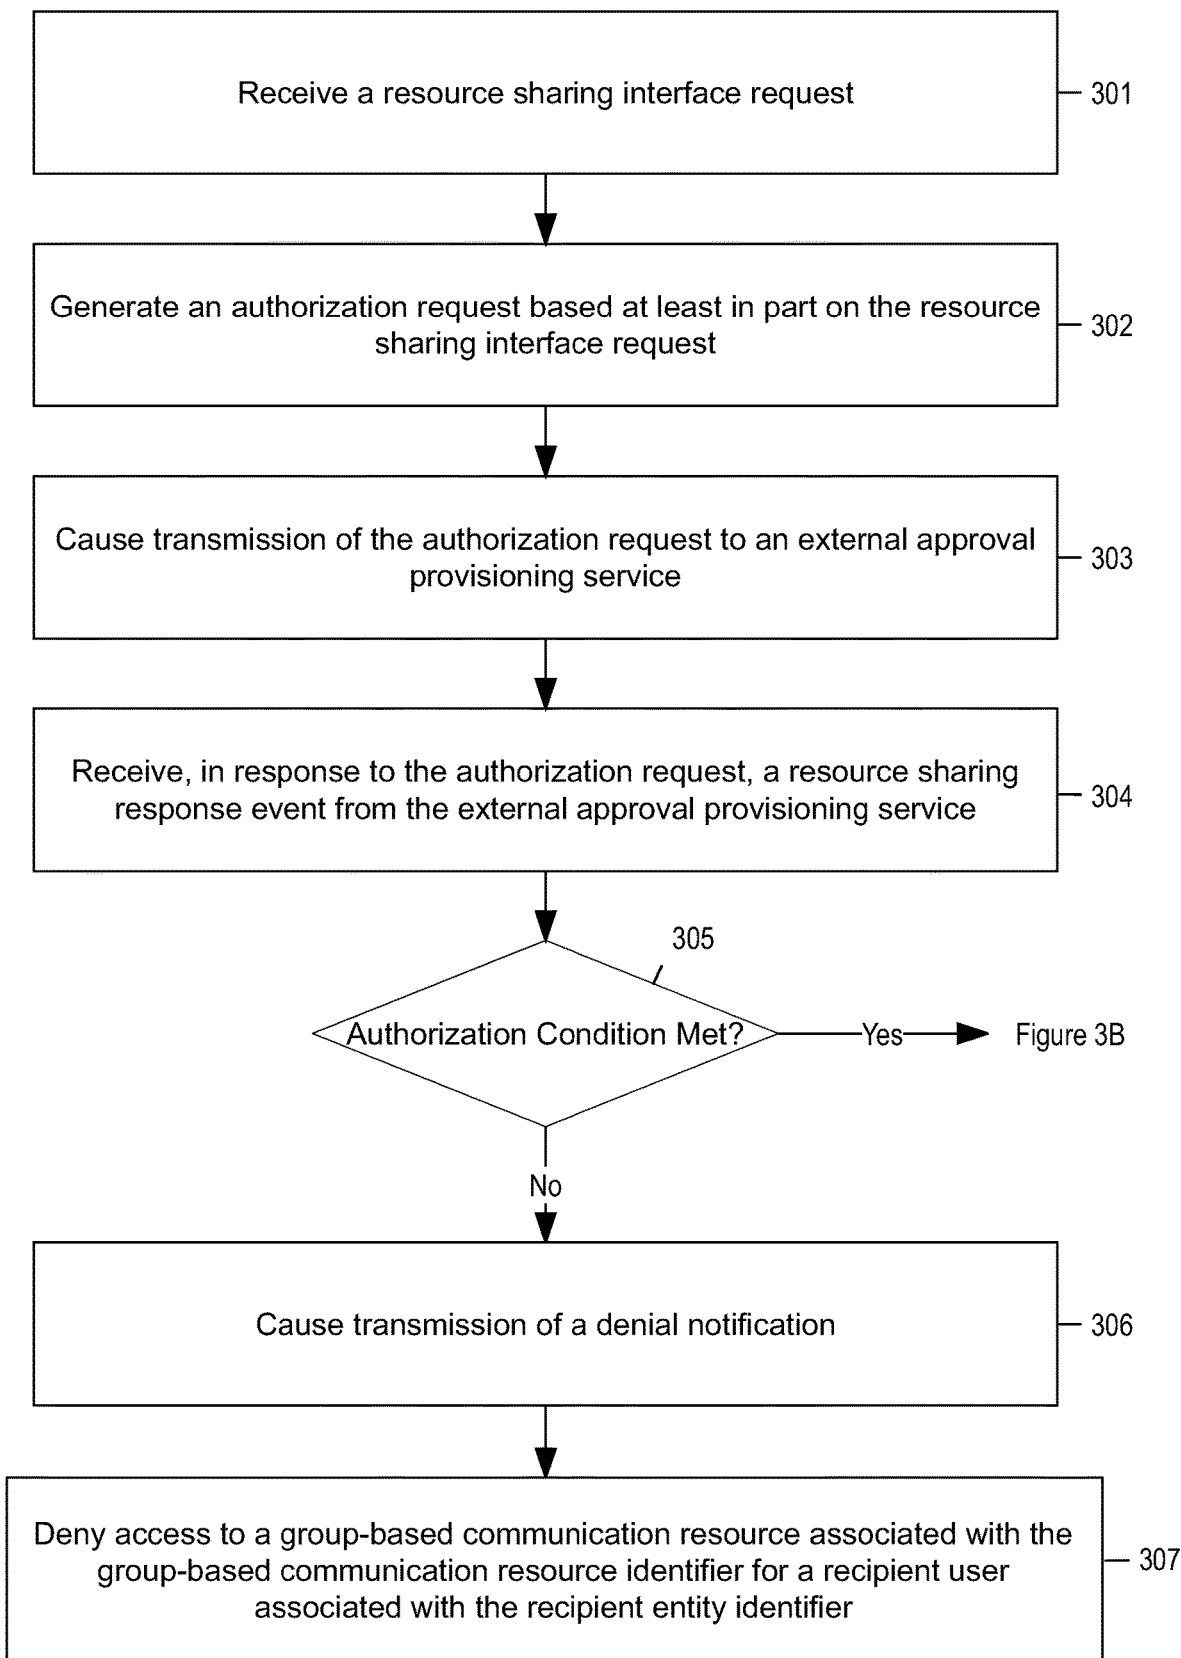 Receive a resource sharing interface request
301
Generate an authorization request based at least in part on the resource
sharing interface request
302
Cause transmission of the authorization request to an external approval
provisioning service
303
Receive, in response to the authorization request, a resource sharing
response event from the external approval provisioning service
304
305
Authorization Condition Met?
Yes
Figure 3B
No
Cause transmission of a denial notification
306
Deny access to a group-based communication resource associated with the
group-based communication resource identifier for a recipient user
associated with the recipient entity identifier
307